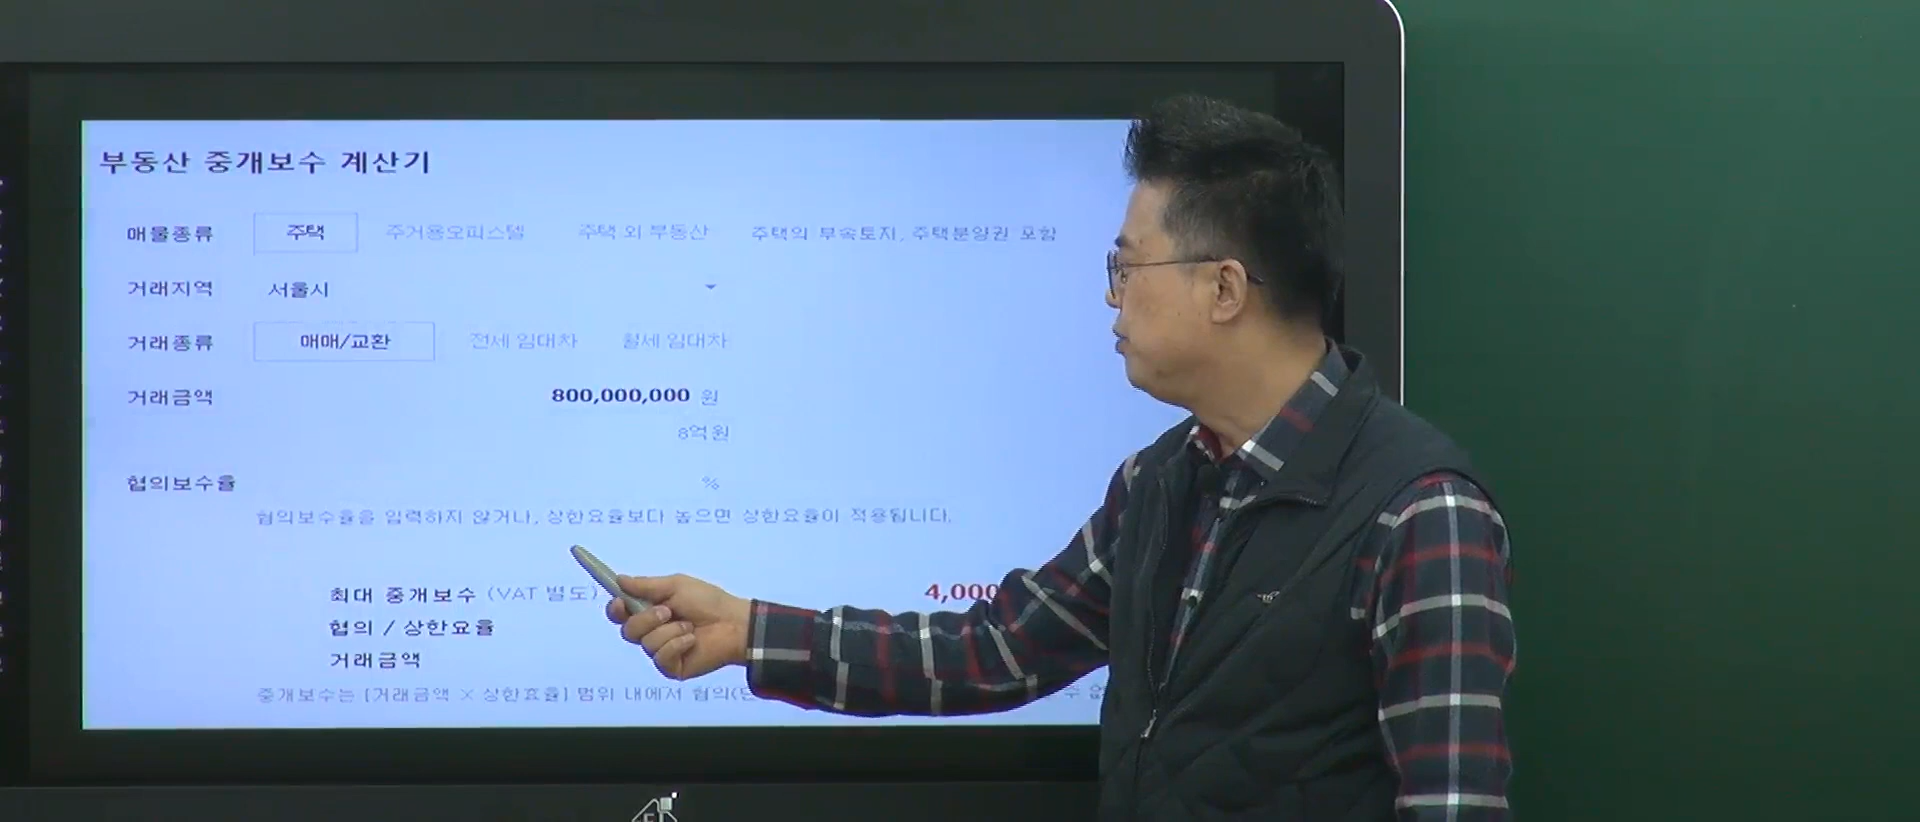 부동산 중개보수 계산기
매물종류 주택 주거용오피스텔 주택 외 부동산 주택의 부속토지, 주택분양권 포함
거래지역 서울시
거래종류 매매/교환 전세 임대차 월세 임대차
거래금액 800,000,000 원
8억원
협의보수율 %
협의보수율을 입력하지 않거나, 상한요율보다 높으면 상한요율이 적용됩니다.
최대 중개보수 (VAT 별도) 4,000
협의 / 상한요율
거래금액
중개보수는 [거래금액 × 상한효율] 범위 내에서 협의(단 수 없